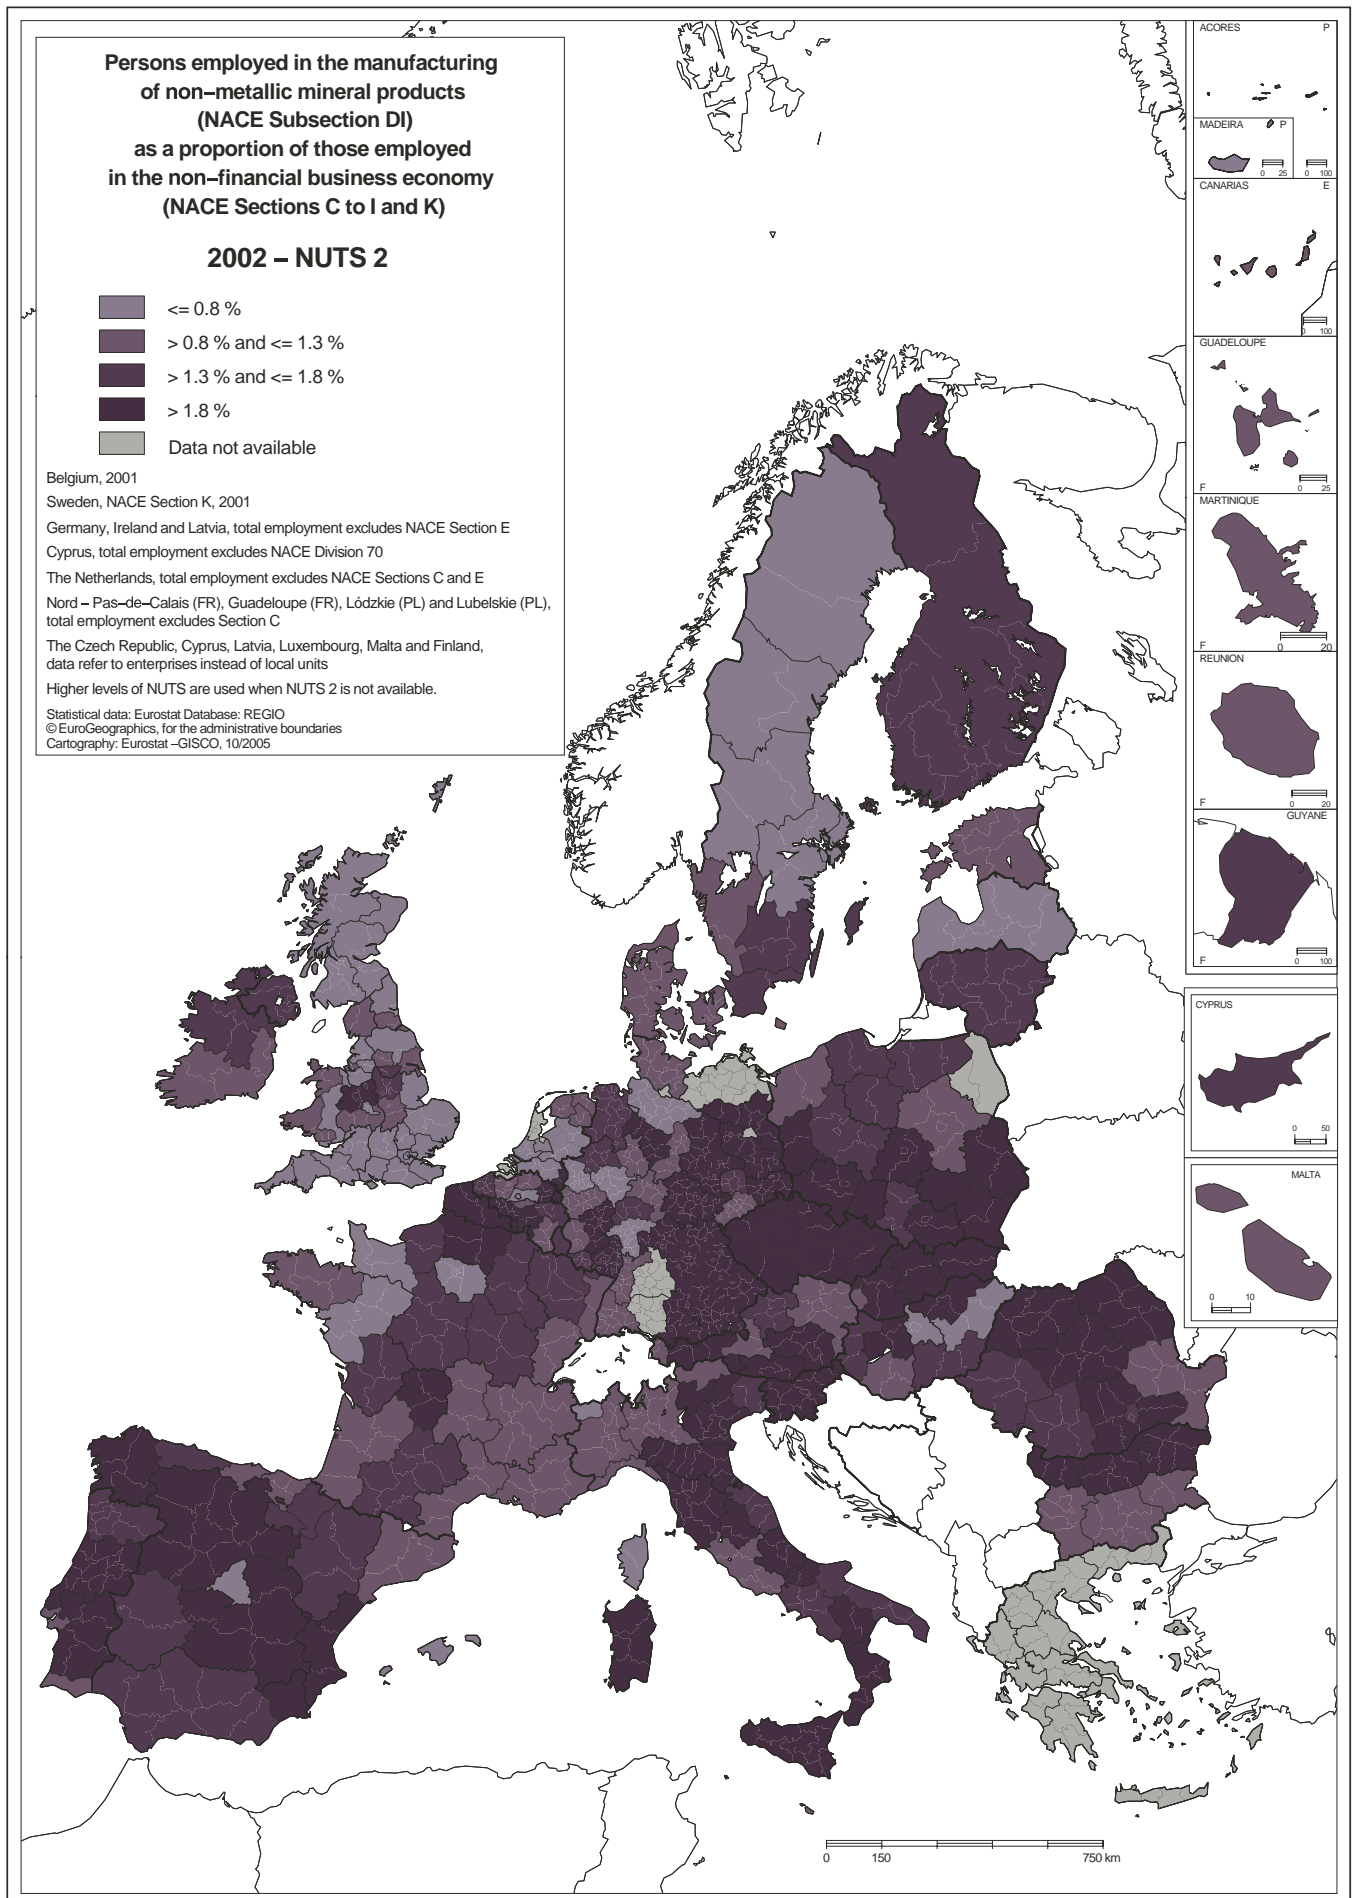 Persons employed in the manufacturing
of non–metallic mineral products
(NACE Subsection DI)
as a proportion of those employed
in the non–financial business economy
(NACE Sections C to I and K)
2002 – NUTS 2
<= 0.8 %
> 0.8 % and <= 1.3 %
> 1.3 % and <= 1.8 %
> 1.8 %
Data not available
Belgium, 2001
Sweden, NACE Section K, 2001
Germany, Ireland and Latvia, total employment excludes NACE Section E
Cyprus, total employment excludes NACE Division 70
The Netherlands, total employment excludes NACE Sections C and E
Nord – Pas–de–Calais (FR), Guadeloupe (FR), Lódzkie (PL) and Lubelskie (PL),
total employment excludes Section C
The Czech Republic, Cyprus, Latvia, Luxembourg, Malta and Finland,
data refer to enterprises instead of local units
Higher levels of NUTS are used when NUTS 2 is not available.
Statistical data: Eurostat Database: REGIO
© EuroGeographics, for the administrative boundaries
Cartography: Eurostat –GISCO, 10/2005
ACORES P
MADEIRA P
0 25 0 100
CANARIAS E
0 100
GUADELOUPE
F 0 25
MARTINIQUE
F 0 20
REUNION
F 0 20
GUYANE
F 0 100
CYPRUS
0 50
MALTA
0 10
0 150 750 km